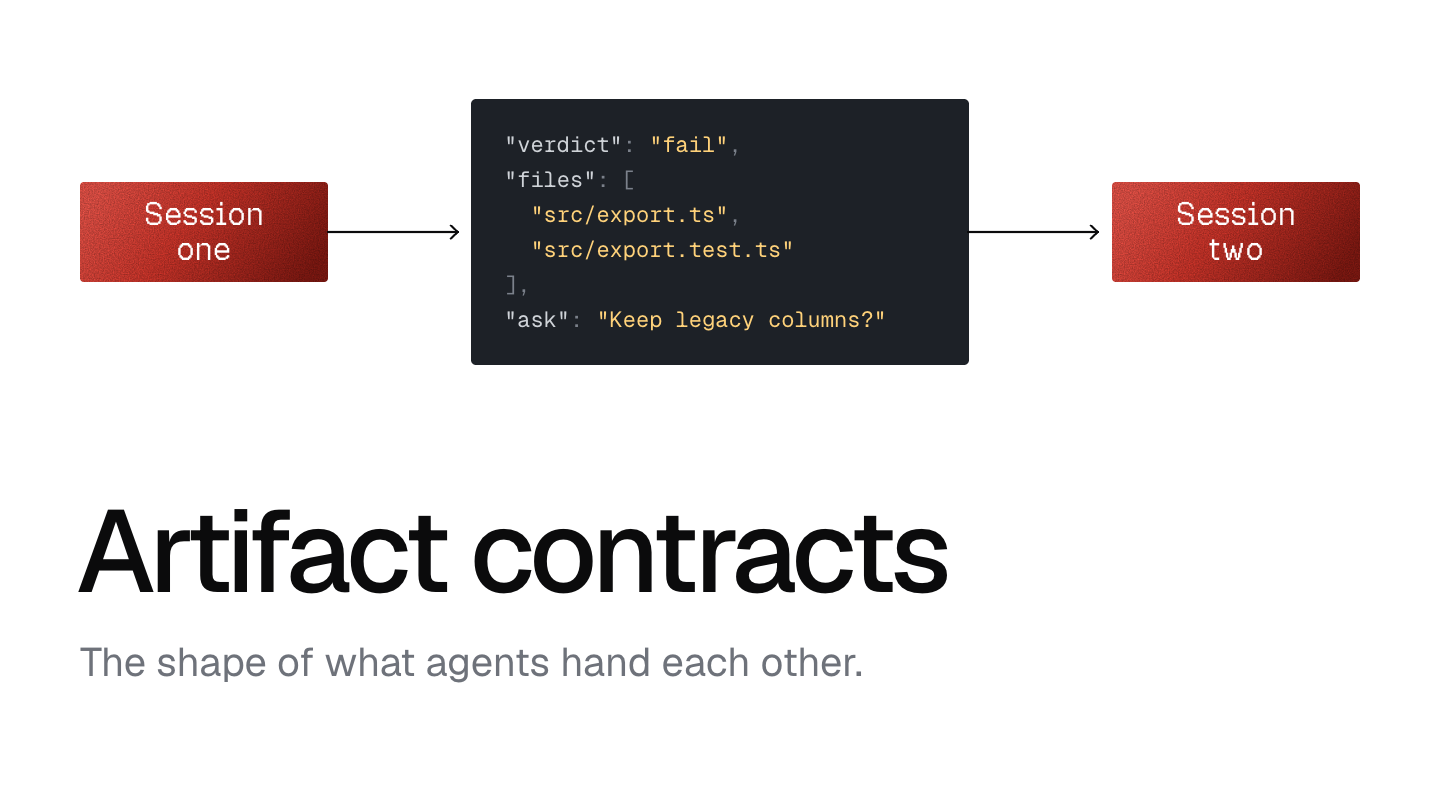 Session
one
"verdict": "fail",
"files": [
"src/export.ts",
"src/export.test.ts"
],
"ask": "Keep legacy columns?"
Session
two
Artifact contracts
The shape of what agents hand each other.